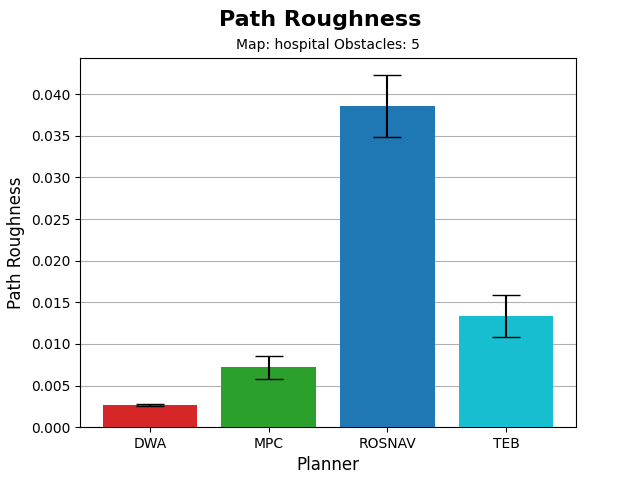 Path Roughness
Map: hospital Obstacles: 5
0.040
0.035
0.030
0.025
0.020
0.015
0.010
0.005
0.000
Path Roughness
DWA MPC ROSNAV TEB
Planner